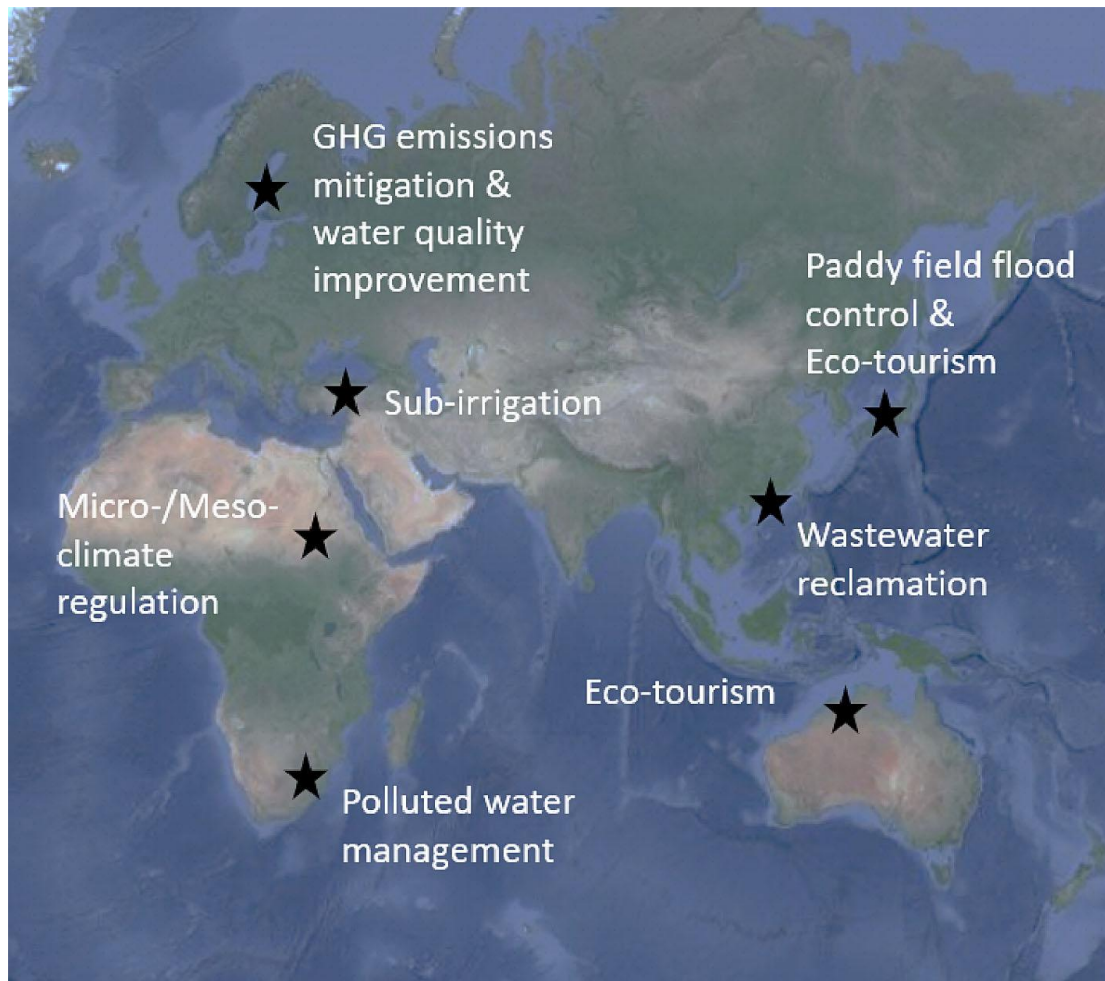 GHG emissions
mitigation &
water quality
improvement
Paddy field flood
control &
Eco-tourism
Sub-irrigation
Micro-/Meso-
climate
regulation
Wastewater
reclamation
Eco-tourism
Polluted water
management